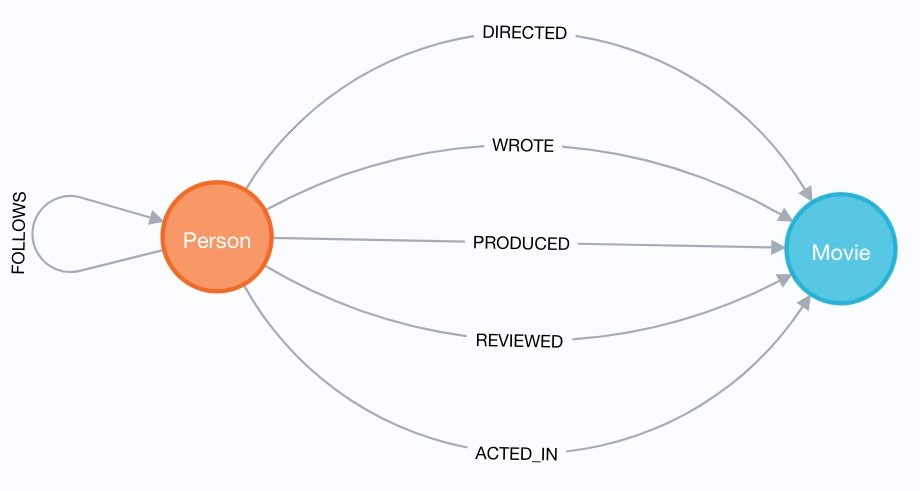 DIRECTED
WROTE
FOLLOWS
Person
PRODUCED
Movie
REVIEWED
ACTED_IN